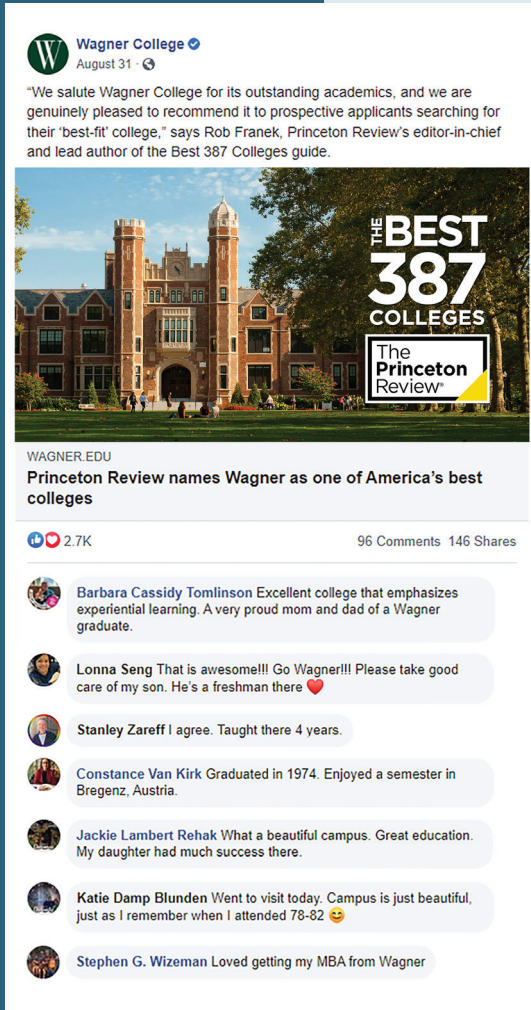 W
Wagner College
August 31 ·
“We salute Wagner College for its outstanding academics, and we are
genuinely pleased to recommend it to prospective applicants searching for
their ‘best-fit’ college,” says Rob Franek, Princeton Review’s editor-in-chief
and lead author of the Best 387 Colleges guide.
THE BEST
387
COLLEGES
The
Princeton
Review®
WAGNER.EDU
Princeton Review names Wagner as one of America’s best
colleges
2.7K 96 Comments 146 Shares
Barbara Cassidy Tomlinson Excellent college that emphasizes
experiential learning. A very proud mom and dad of a Wagner
graduate.
Lonna Seng That is awesome!!! Go Wagner!!! Please take good
care of my son. He’s a freshman there ❤️
Stanley Zareff I agree. Taught there 4 years.
Constance Van Kirk Graduated in 1974. Enjoyed a semester in
Bregenz, Austria.
Jackie Lambert Rehak What a beautiful campus. Great education.
My daughter had much success there.
Katie Damp Blunden Went to visit today. Campus is just beautiful,
just as I remember when I attended 78-82 😊
Stephen G. Wizeman Loved getting my MBA from Wagner